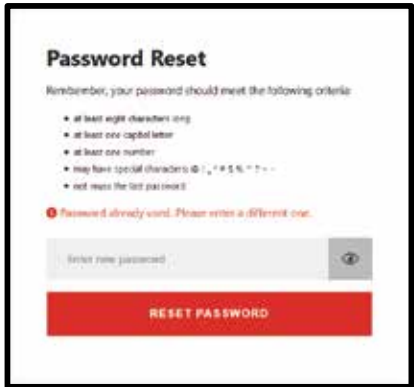 Password Reset
Remember, your password should meet the following criteria
at least eight characters long
at least one capital letter
at least one number
may have special characters
not reuse the last password
Password already used. Please enter a different one.
Enter new password
RESET PASSWORD